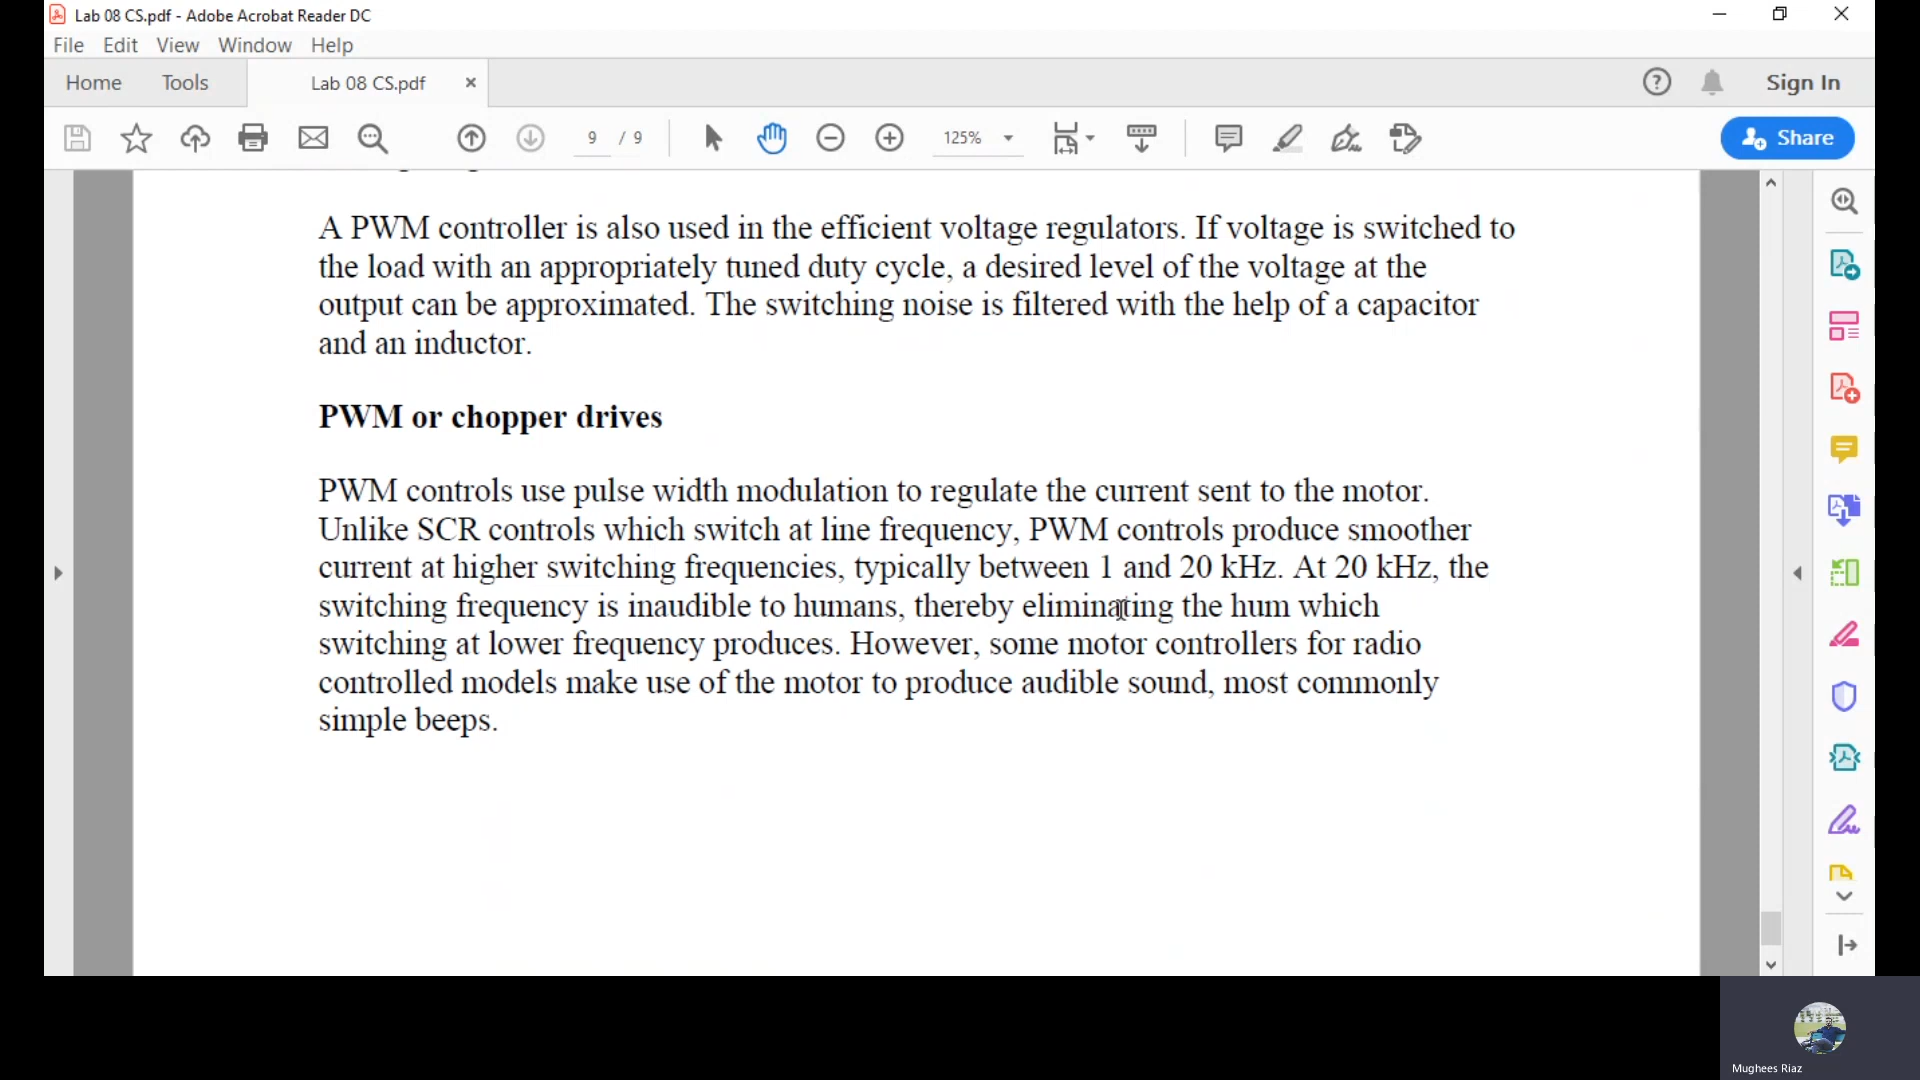 Lab 08 CS.pdf - Adobe Acrobat Reader DC
File Edit View Window Help
Home Tools Lab 08 CS.pdf × Sign In
9 / 9 125% Share
A PWM controller is also used in the efficient voltage regulators. If voltage is switched to
the load with an appropriately tuned duty cycle, a desired level of the voltage at the
output can be approximated. The switching noise is filtered with the help of a capacitor
and an inductor.
PWM or chopper drives
PWM controls use pulse width modulation to regulate the current sent to the motor.
Unlike SCR controls which switch at line frequency, PWM controls produce smoother
current at higher switching frequencies, typically between 1 and 20 kHz. At 20 kHz, the
switching frequency is inaudible to humans, thereby eliminating the hum which
switching at lower frequency produces. However, some motor controllers for radio
controlled models make use of the motor to produce audible sound, most commonly
simple beeps.
Mughees Riaz